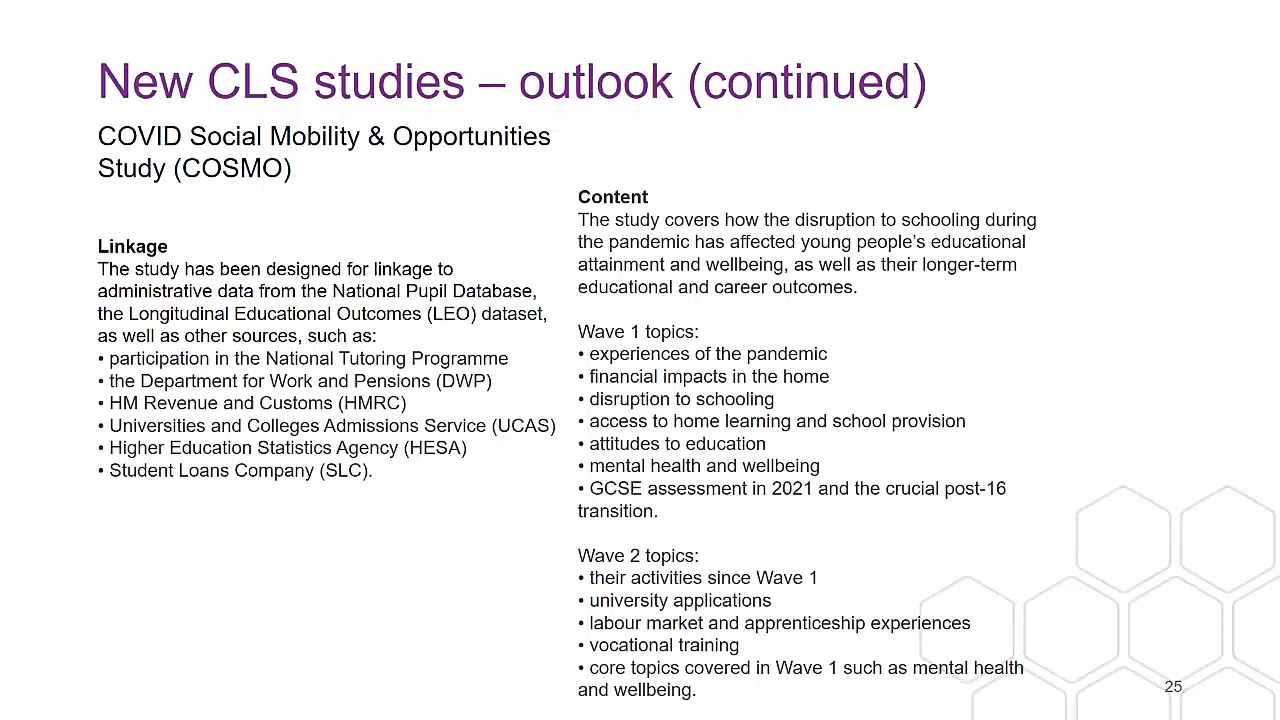 New CLS studies – outlook (continued)
COVID Social Mobility & Opportunities
Study (COSMO)
Linkage
The study has been designed for linkage to
administrative data from the National Pupil Database,
the Longitudinal Educational Outcomes (LEO) dataset,
as well as other sources, such as:
• participation in the National Tutoring Programme
• the Department for Work and Pensions (DWP)
• HM Revenue and Customs (HMRC)
• Universities and Colleges Admissions Service (UCAS)
• Higher Education Statistics Agency (HESA)
• Student Loans Company (SLC).
Content
The study covers how the disruption to schooling during
the pandemic has affected young people’s educational
attainment and wellbeing, as well as their longer-term
educational and career outcomes.
Wave 1 topics:
• experiences of the pandemic
• financial impacts in the home
• disruption to schooling
• access to home learning and school provision
• attitudes to education
• mental health and wellbeing
• GCSE assessment in 2021 and the crucial post-16
transition.
Wave 2 topics:
• their activities since Wave 1
• university applications
• labour market and apprenticeship experiences
• vocational training
• core topics covered in Wave 1 such as mental health
and wellbeing.
25